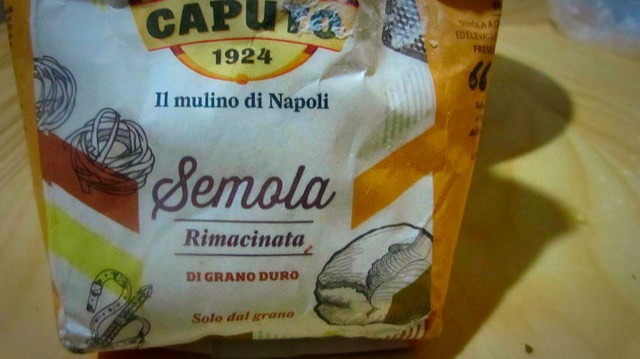 CAPUTO
1924
Il mulino di Napoli
Semola
Rimacinata
DI GRANO DURO
Solo dal grano